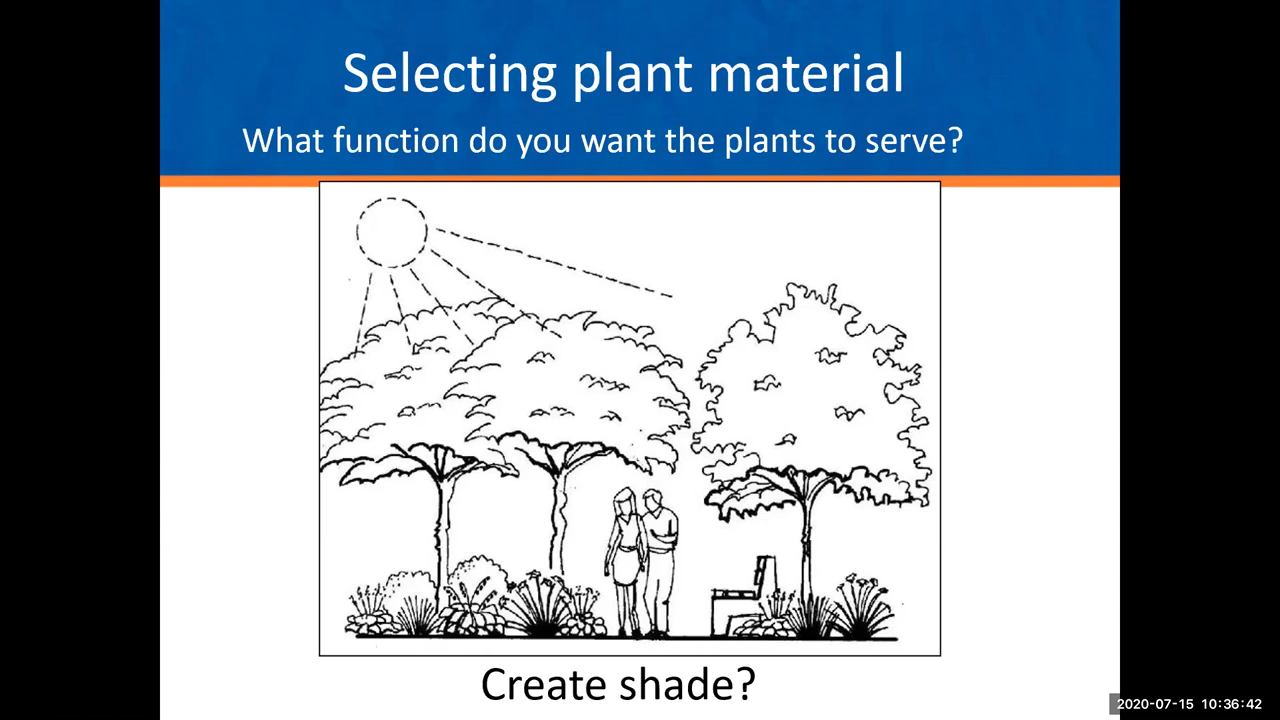 Selecting plant material
What function do you want the plants to serve?
Create shade?
2020-07-15 10:36:42